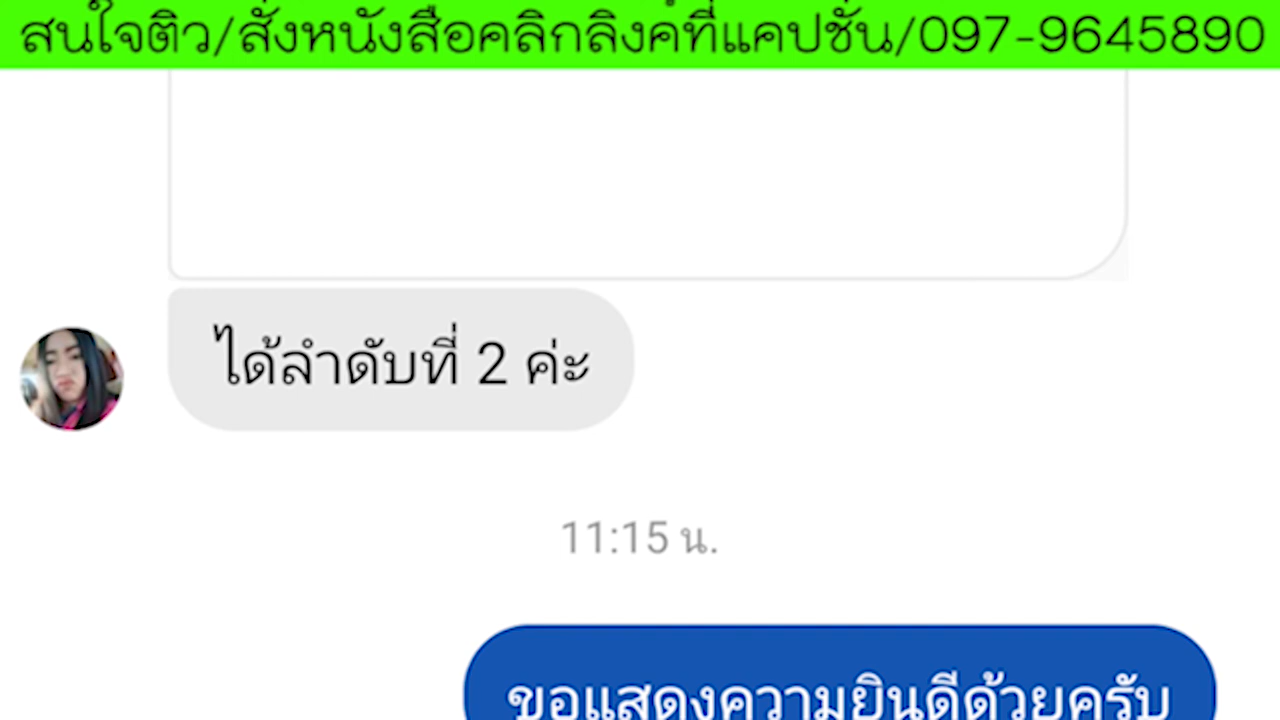 สนใจติว/สั่งหนังสือคลิกลิงค์ที่แคปชั่น/097-9645890
ได้ลำดับที่ 2 ค่ะ
11:15 น.
ขอแสดงความยินดีด้วยครับ